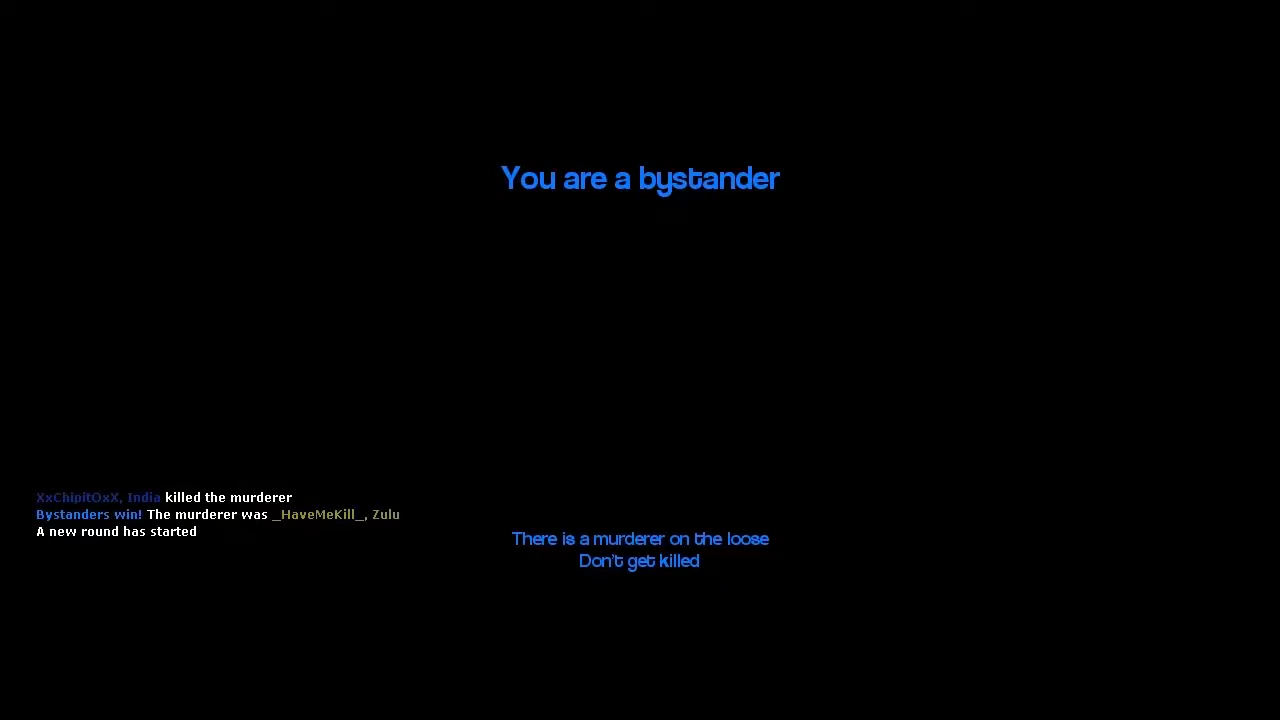 You are a bystander
XxChipitOxX, India killed the murderer
Bystanders win! The murderer was _HaveMeKill_, Zulu
A new round has started
There is a murderer on the loose
Don't get killed